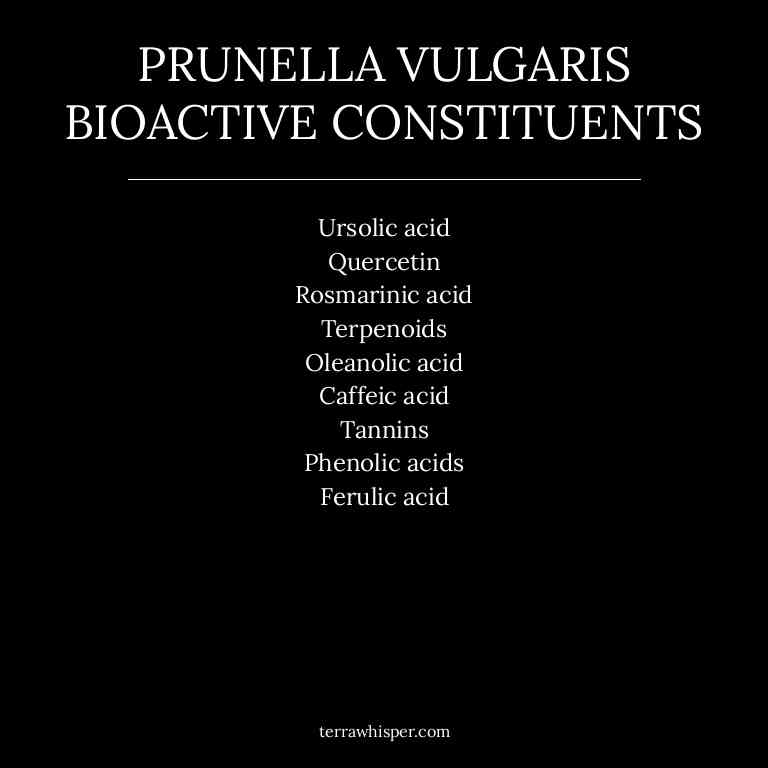 PRUNELLA VULGARIS
BIOACTIVE CONSTITUENTS
Ursolic acid
Quercetin
Rosmarinic acid
Terpenoids
Oleanolic acid
Caffeic acid
Tannins
Phenolic acids
Ferulic acid
terrawhisper.com